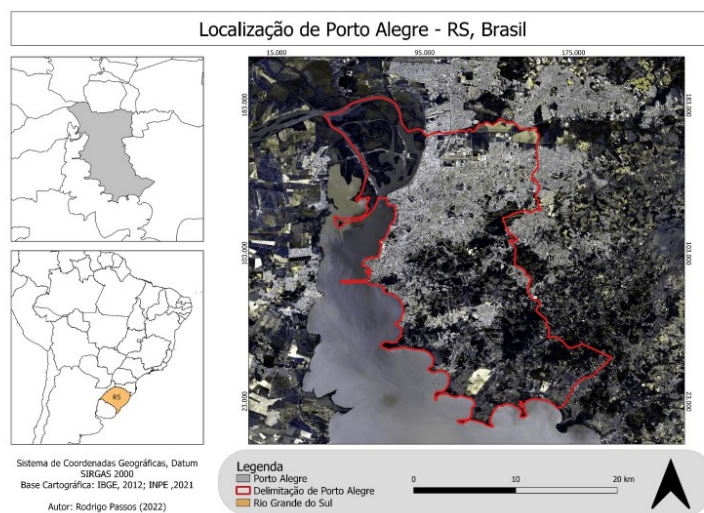 Localização de Porto Alegre - RS, Brasil
15.000 95.000 175.000
183.000 183.000
103.000 103.000
23.000 23.000
RS
Sistema de Coordenadas Geográficas, Datum
SIRGAS 2000
Base Cartográfica: IBGE, 2012; INPE ,2021
Autor: Rodrigo Passos (2022)
Legenda
Porto Alegre
Delimitação de Porto Alegre
Rio Grande do Sul
0 10 20 km